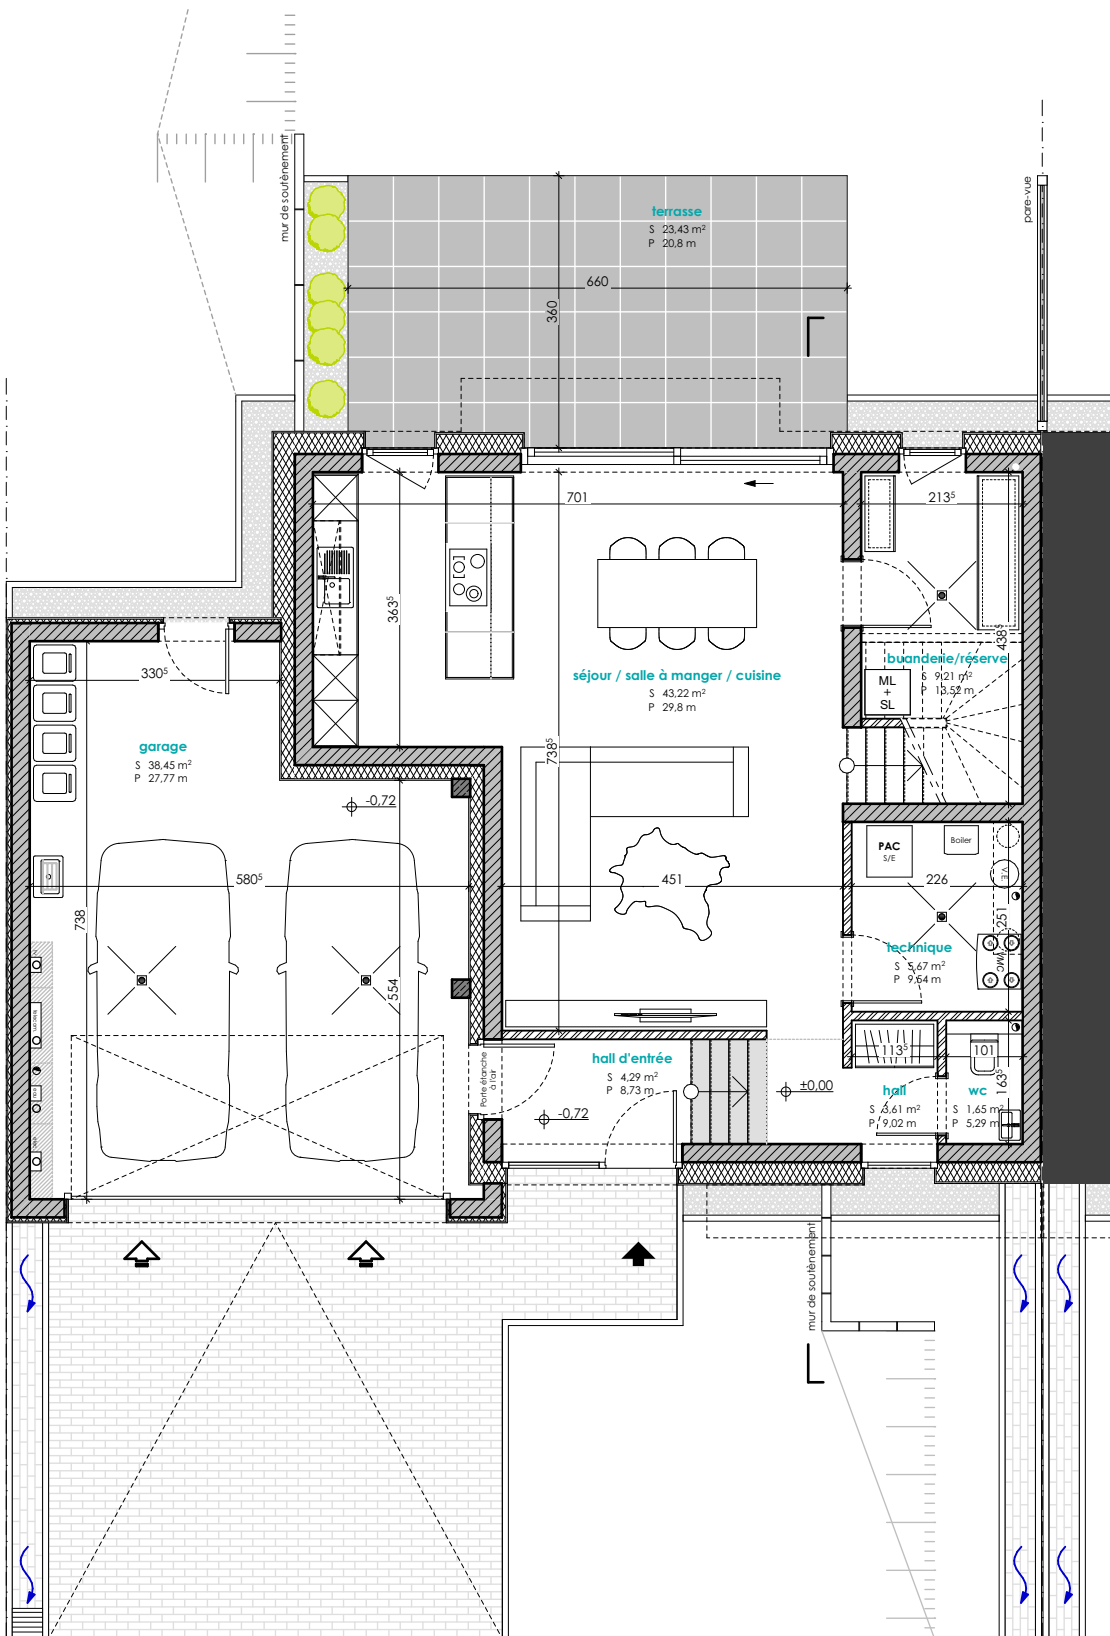 mur de soutènement
pare-vue
terrasse
S 23,43 m²
P 20,8 m
660
360
701
213⁵
363⁵
438⁵
séjour / salle à manger / cuisine
S 43,22 m²
P 29,8 m
buanderie/réserve
S 9,21 m²
P 13,52 m
ML
+
SL
330⁵
garage
S 38,45 m²
P 27,77 m
738⁵
-0,72
PAC
S/E
Boiler
V.E.
580⁵
451
226
738
251
technique
S 5,67 m²
P 9,54 m
VMC
554
Porte étanche
à l'air
hall d'entrée
S 4,29 m²
P 8,73 m
-0,72
±0,00
113⁵
101
163⁵
hall
S 3,61 m²
P 9,02 m
wc
S 1,65 m²
P 5,29 m
mur de soutènement